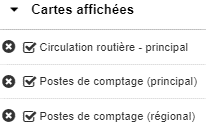 Cartes affichées
Circulation routière - principal
Postes de comptage (principal)
Postes de comptage (régional)